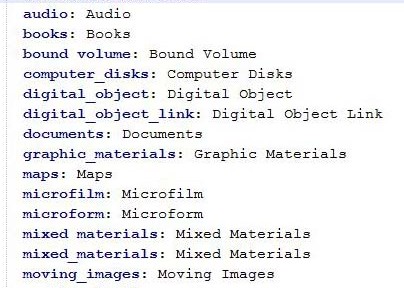 audio: Audio
books: Books
bound volume: Bound Volume
computer_disks: Computer Disks
digital_object: Digital Object
digital_object_link: Digital Object Link
documents: Documents
graphic_materials: Graphic Materials
maps: Maps
microfilm: Microfilm
microform: Microform
mixed materials: Mixed Materials
mixed_materials: Mixed Materials
moving_images: Moving Images